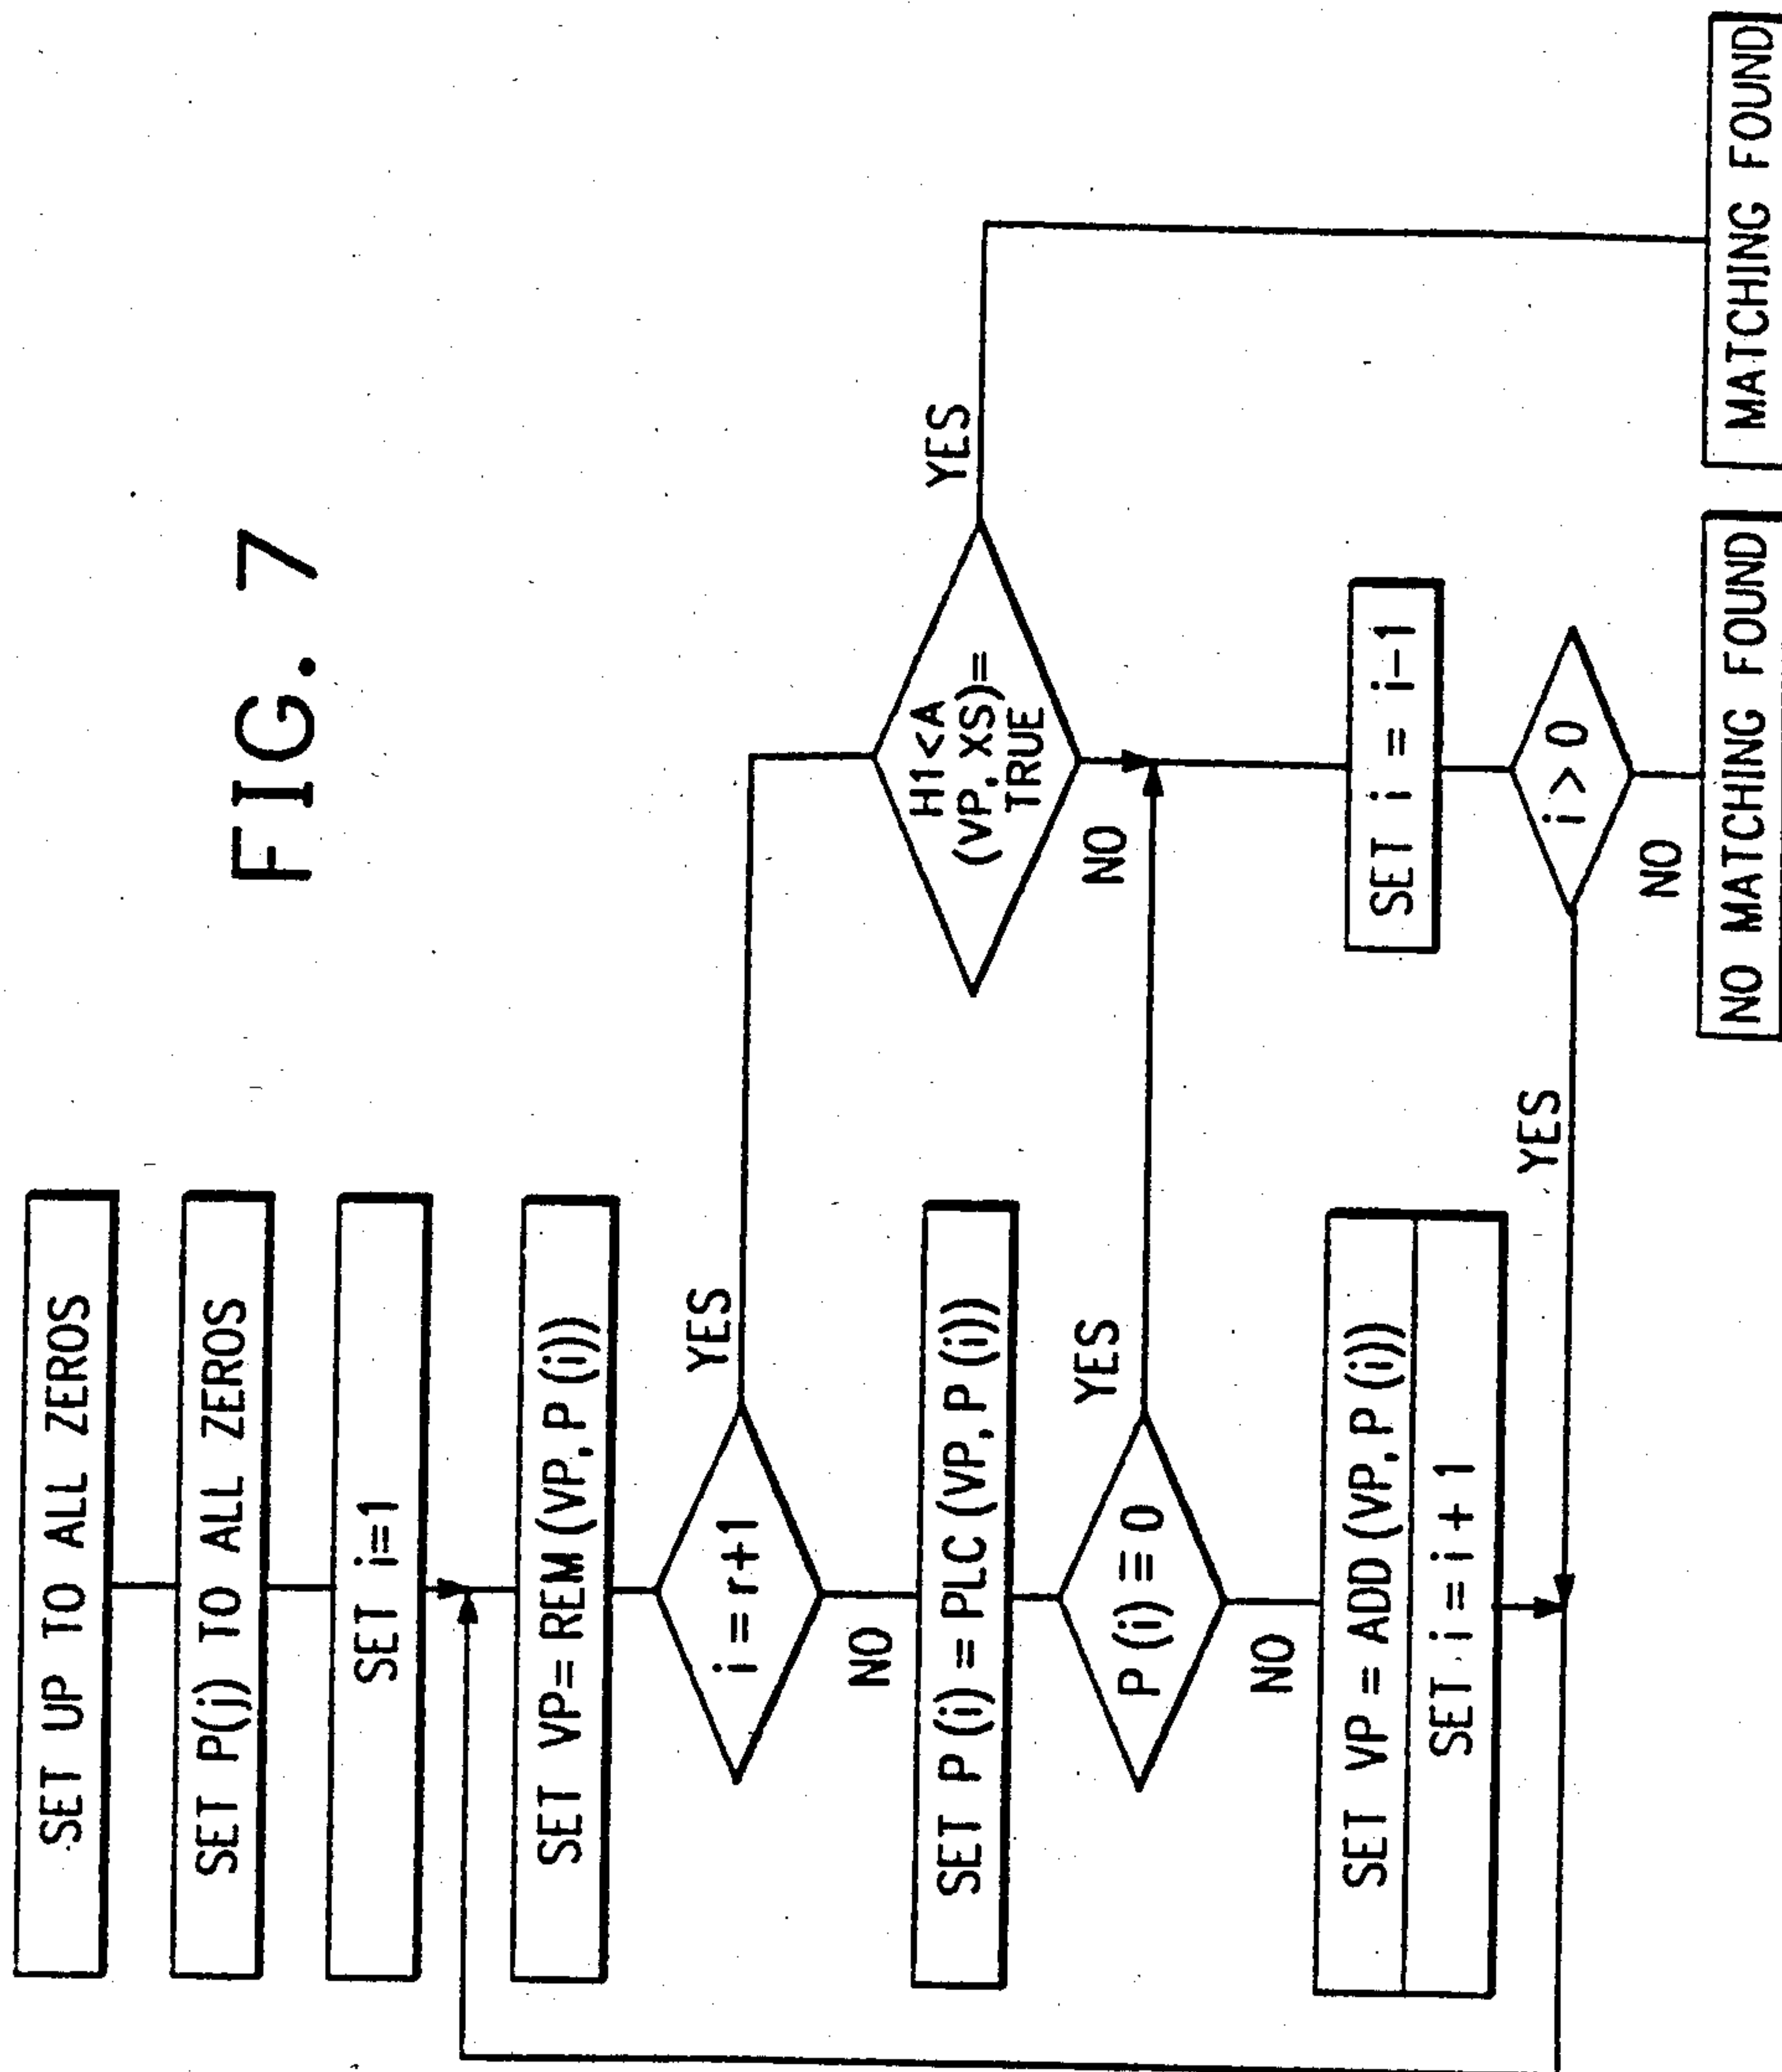 FIG. 7
SET UP TO ALL ZEROS
SET P(j) TO ALL ZEROS
SET i=1
SET VP=REM(VP,P(i))
i=r+1
YES
NO
H1<A
(VP,XS)=
TRUE
YES
NO
SET P(i)=PLC(VP,P(i))
P(i)≡0
YES
NO
SET VP=ADD(VP,P(i))
SET i=i+1
SET i=i-1
i>0
YES
NO
NO MATCHING FOUND
MATCHING FOUND